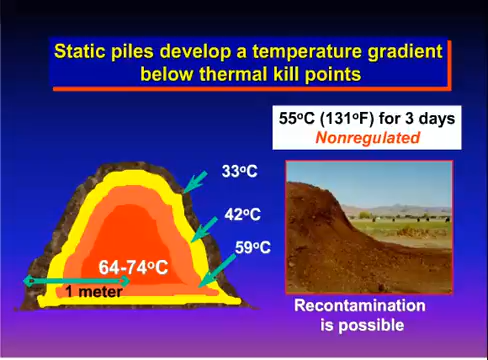 Static piles develop a temperature gradient
below thermal kill points
55°C (131°F) for 3 days
Nonregulated
33°C
42°C
59°C
64-74°C
1 meter
Recontamination
is possible